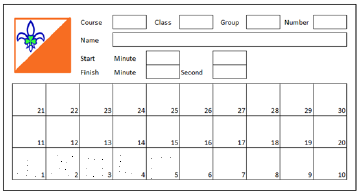 Course Class Group Number
Name
Start Minute
Finish Minute Second
21 22 23 24 25 26 27 28 29 30
11 12 13 14 15 16 17 18 19 20
1 2 3 4 5 6 7 8 9 10